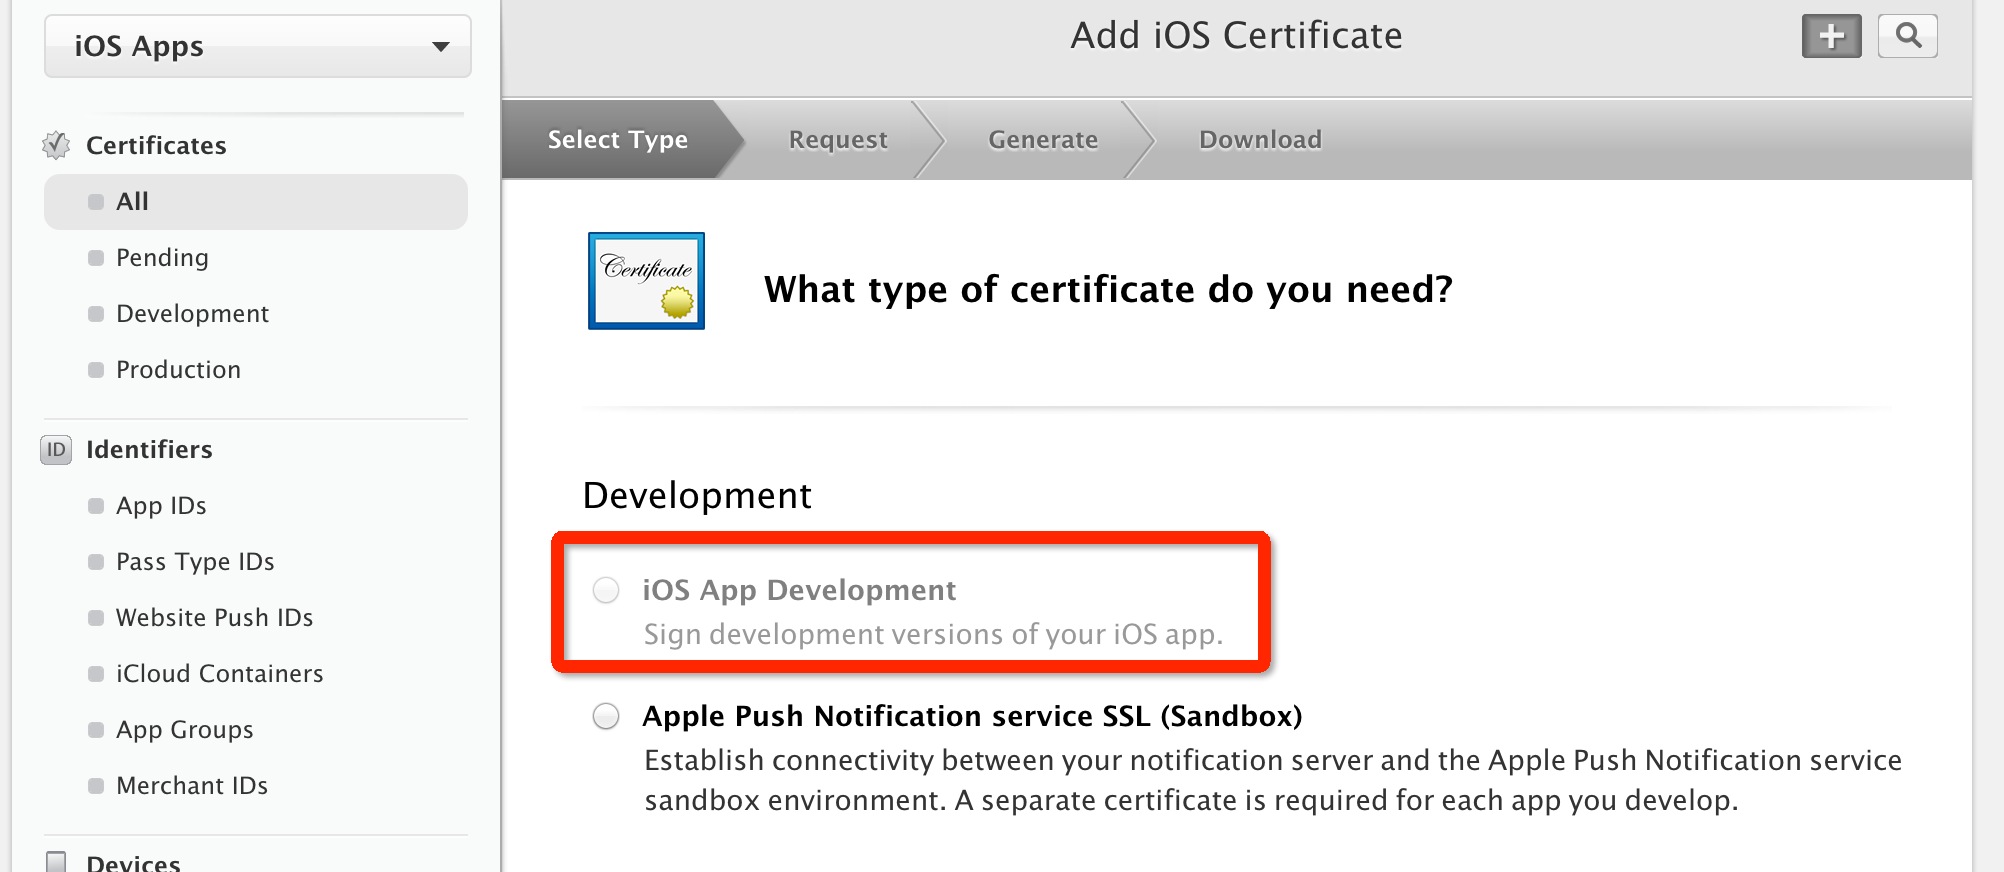 iOS Apps
Certificates
All
Pending
Development
Production
ID
Identifiers
App IDs
Pass Type IDs
Website Push IDs
iCloud Containers
App Groups
Merchant IDs
Devices
Add iOS Certificate
Select Type
Request
Generate
Download
Certificate
What type of certificate do you need?
Development
iOS App Development
Sign development versions of your iOS app.
Apple Push Notification service SSL (Sandbox)
Establish connectivity between your notification server and the Apple Push Notification service
sandbox environment. A separate certificate is required for each app you develop.